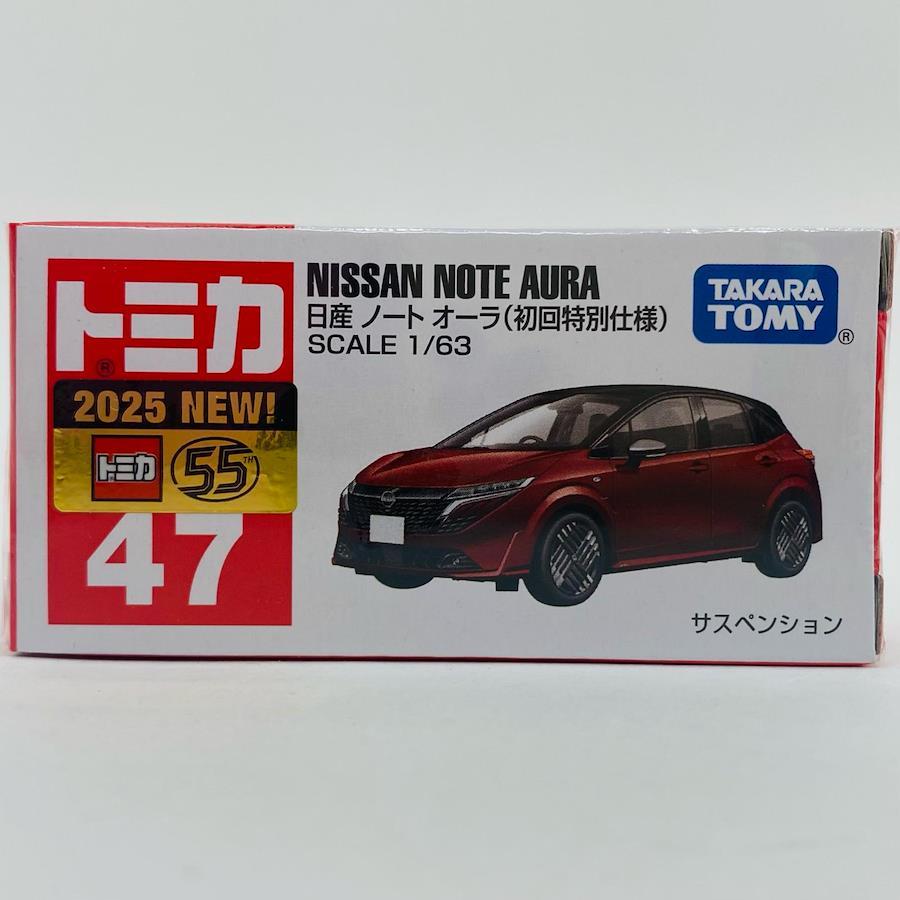 トミカ
®
2025 NEW!
トミカ
55TH
47
NISSAN NOTE AURA
日産 ノート オーラ(初回特別仕様)
SCALE 1/63
TAKARA
TOMY
®
サスペンション